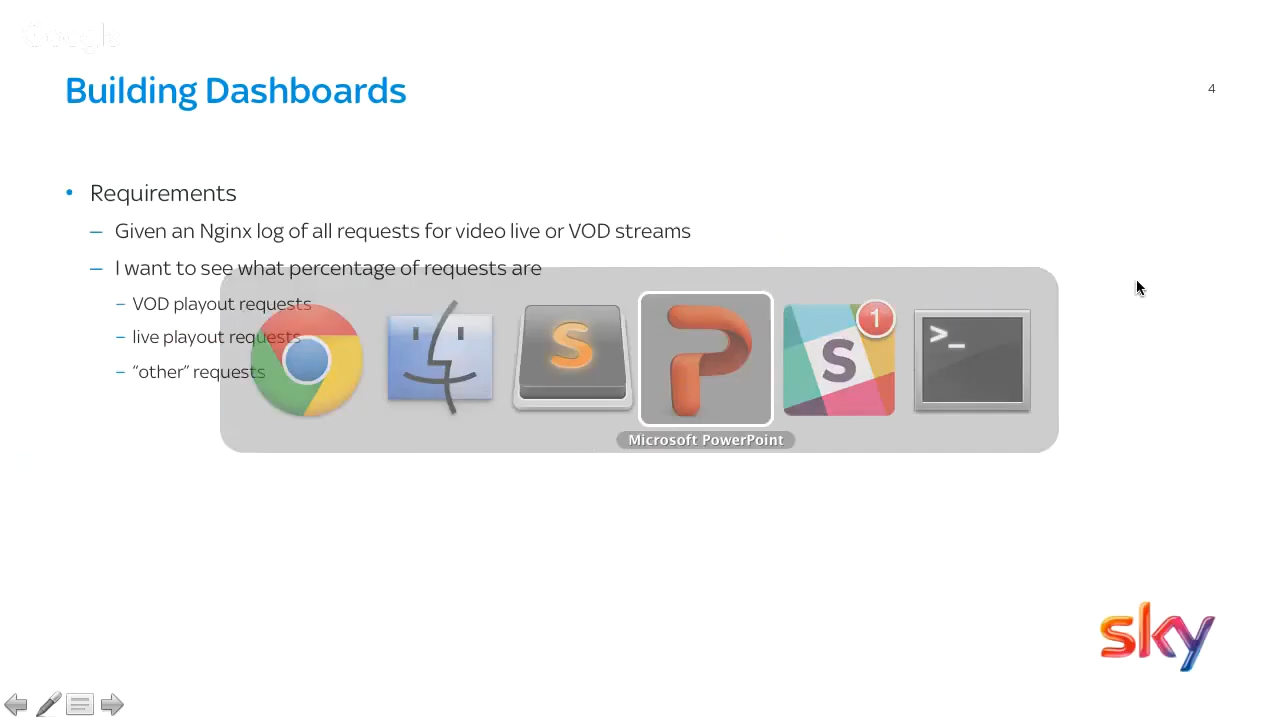 Google
Building Dashboards
4
• Requirements
– Given an Nginx log of all requests for video live or VOD streams
– I want to see what percentage of requests are
– VOD playout requests
– live playout requests
– “other” requests
S
P
S
1
>_
Microsoft PowerPoint
sky